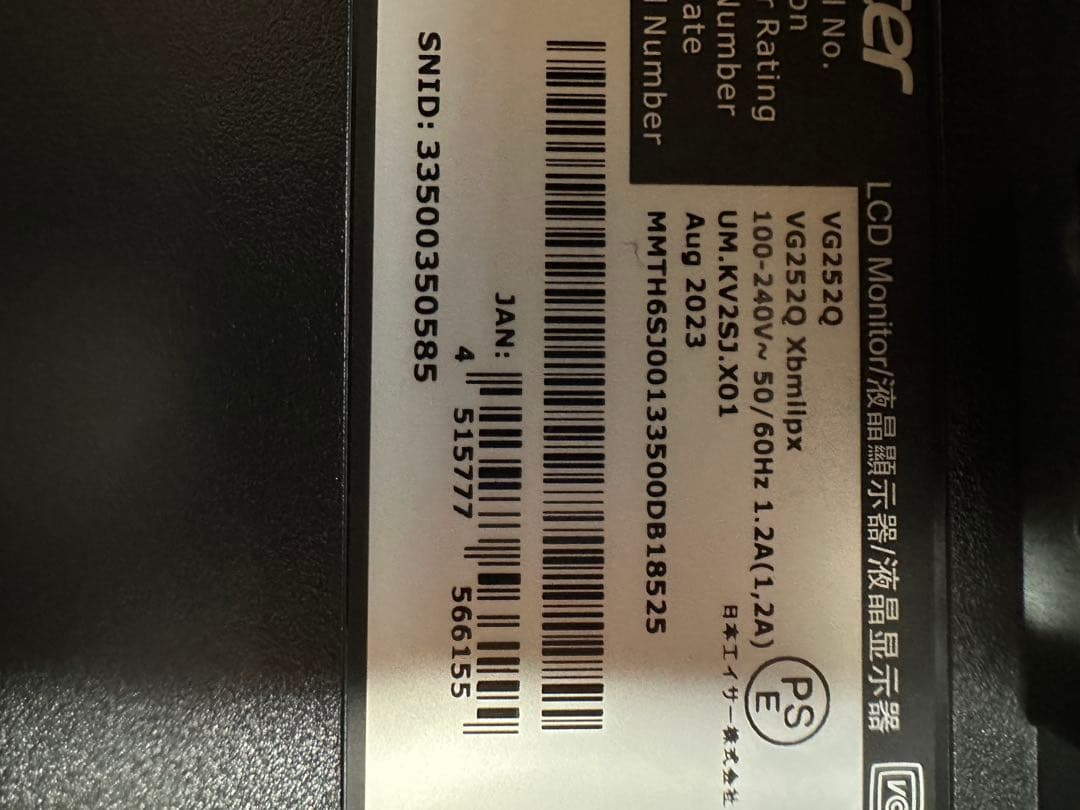 cer LCD Monitor/液晶顯示器/液晶显示器
l No. VG252Q
on VG252Q Xbmllpx
r Rating 100-240V~ 50/60Hz 1.2A(1,2A)
Number UM.KV2SJ.X01
ate Aug 2023
l Number MMTH6SJ00133500DB18525
日本エイサー株式会社
PS
E
JAN:
4 515777 566155
SNID: 33500350585